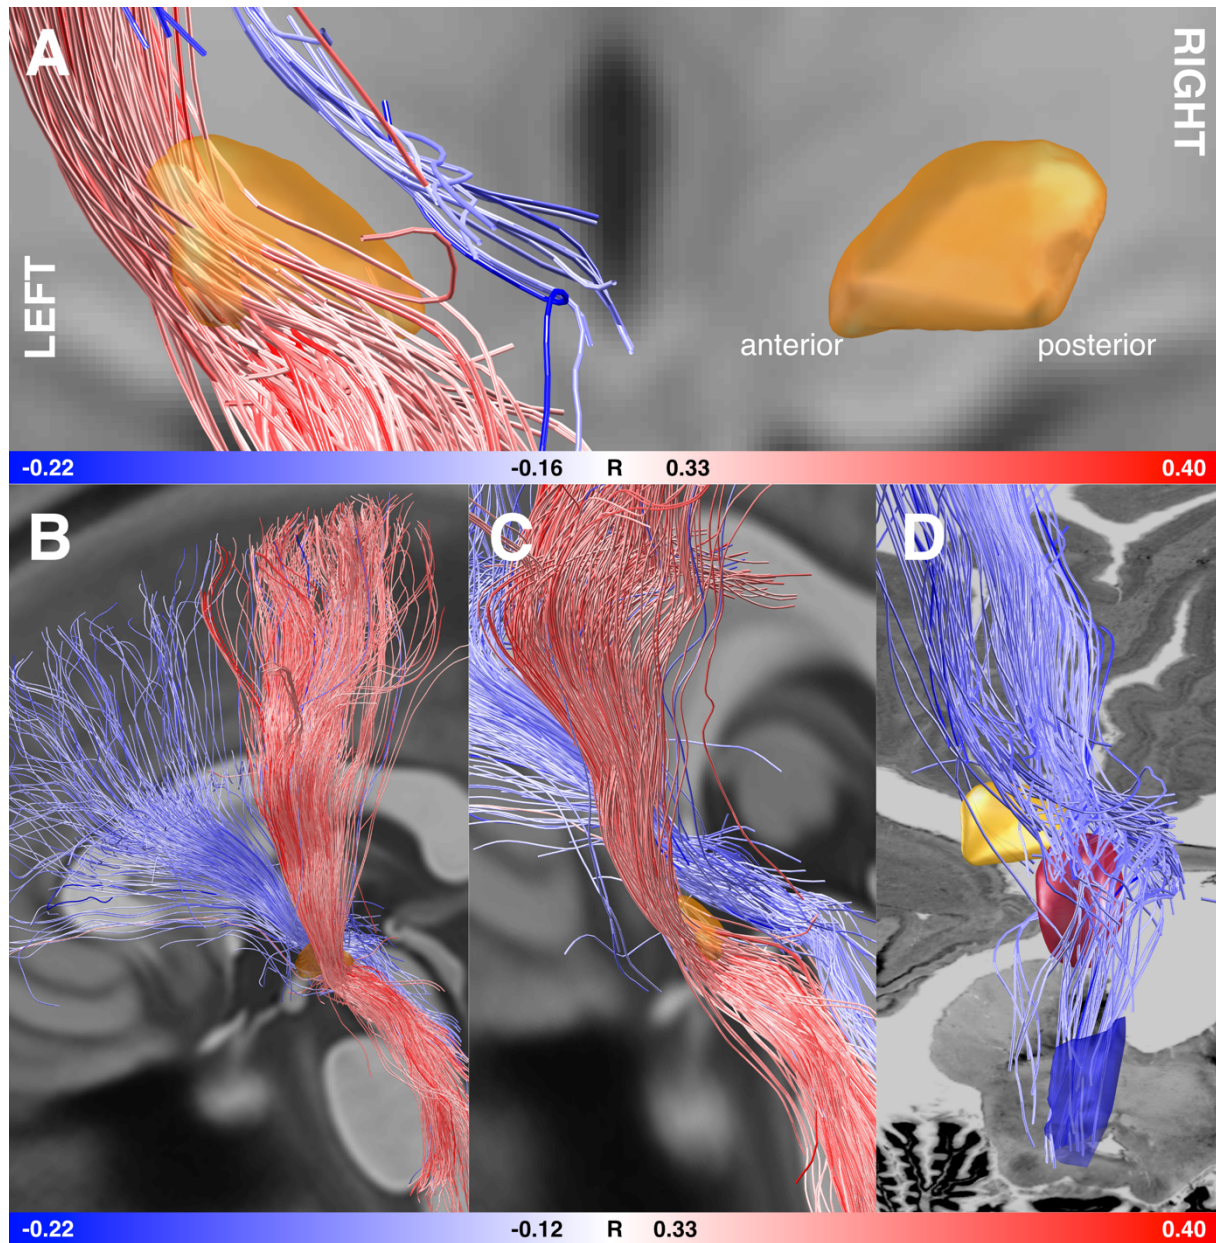 A
RIGHT
LEFT
anterior posterior
-0.22 -0.16 R 0.33 0.40
B C D
-0.22 -0.12 R 0.33 0.40